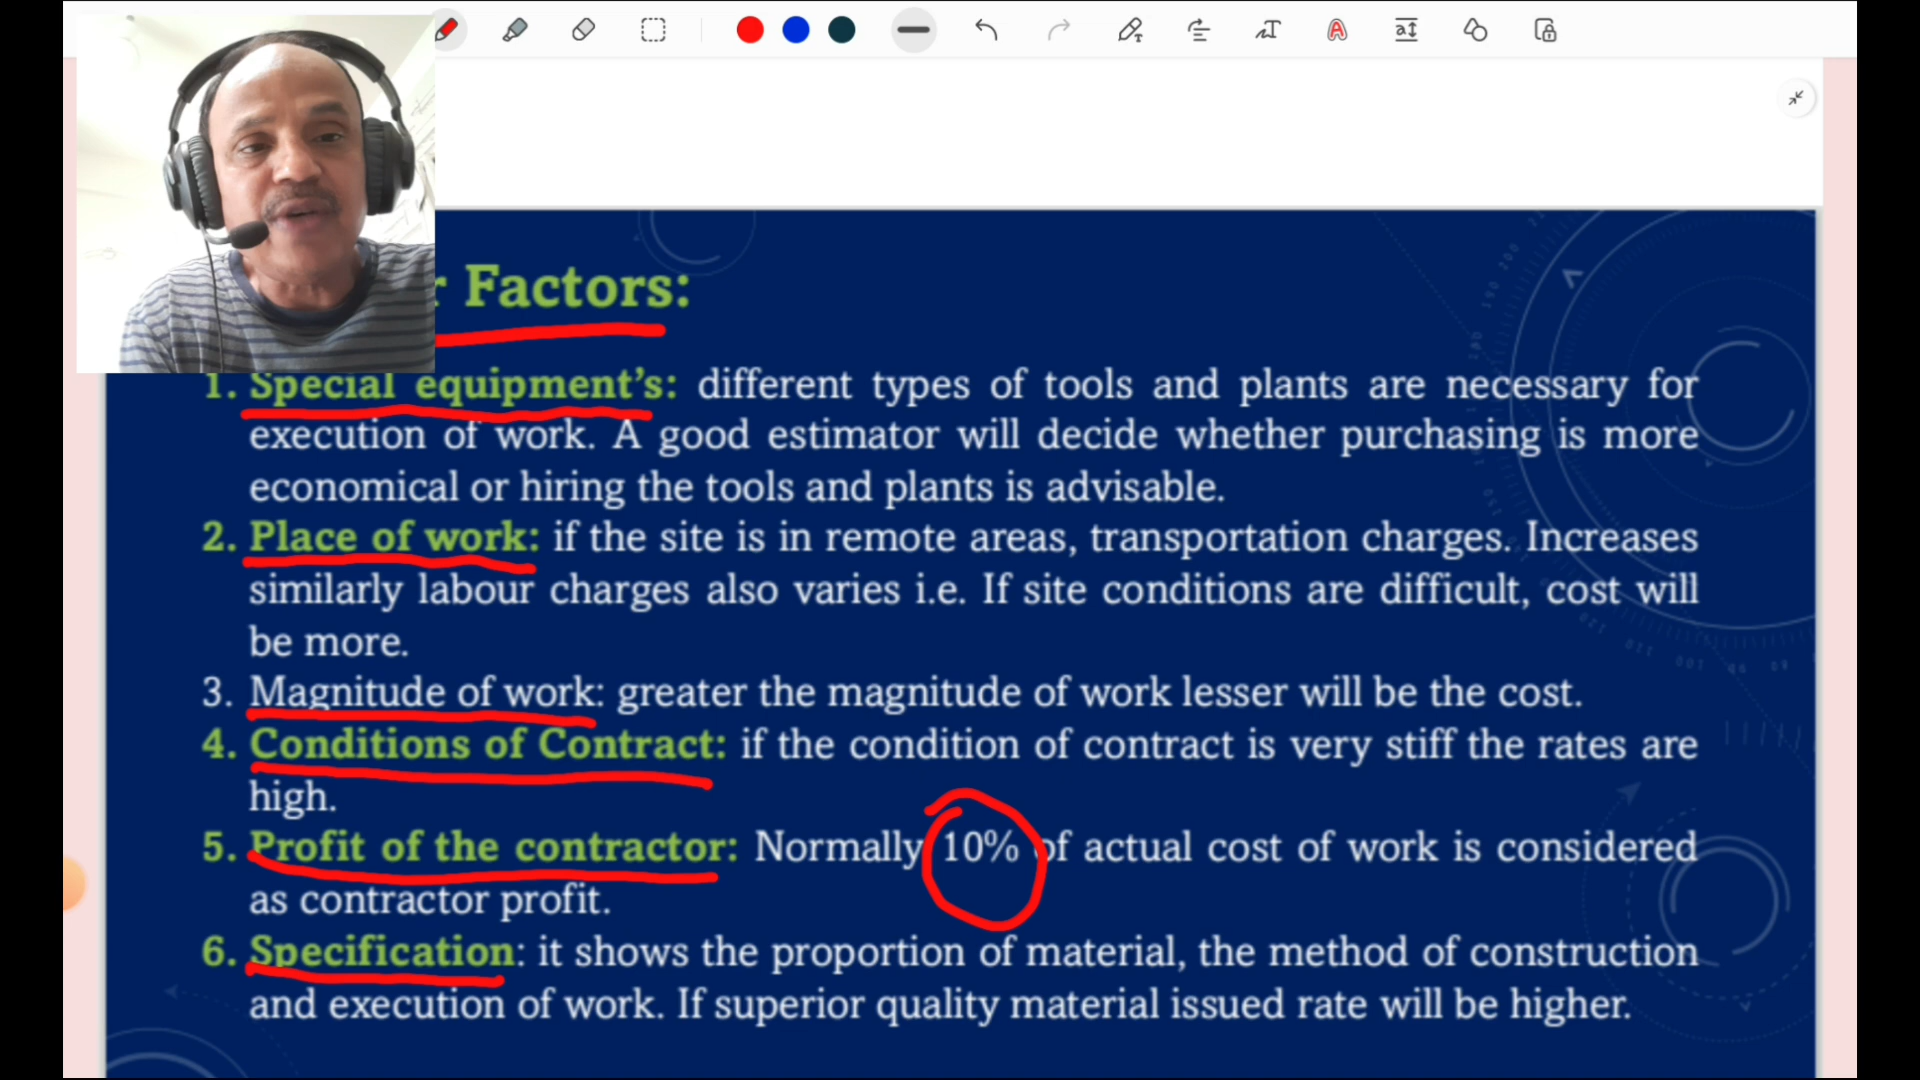 Factors:
1. Special equipment’s: different types of tools and plants are necessary for
execution of work. A good estimator will decide whether purchasing is more
economical or hiring the tools and plants is advisable.
2. Place of work: if the site is in remote areas, transportation charges. Increases
similarly labour charges also varies i.e. If site conditions are difficult, cost will
be more.
3. Magnitude of work: greater the magnitude of work lesser will be the cost.
4. Conditions of Contract: if the condition of contract is very stiff the rates are
high.
5. Profit of the contractor: Normally 10% of actual cost of work is considered
as contractor profit.
6. Specification: it shows the proportion of material, the method of construction
and execution of work. If superior quality material issued rate will be higher.